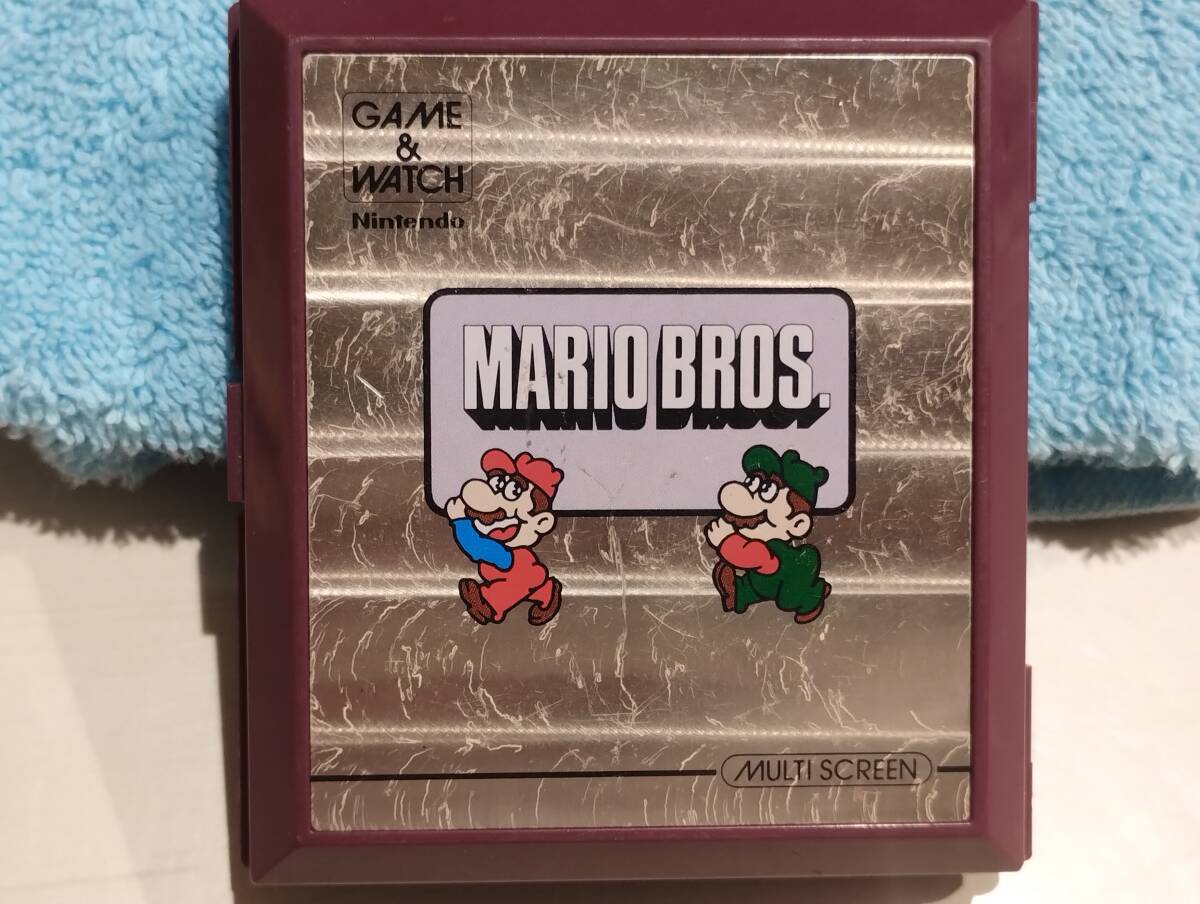 GAME
&
WATCH
Nintendo
MARIO BROS.
MULTI SCREEN